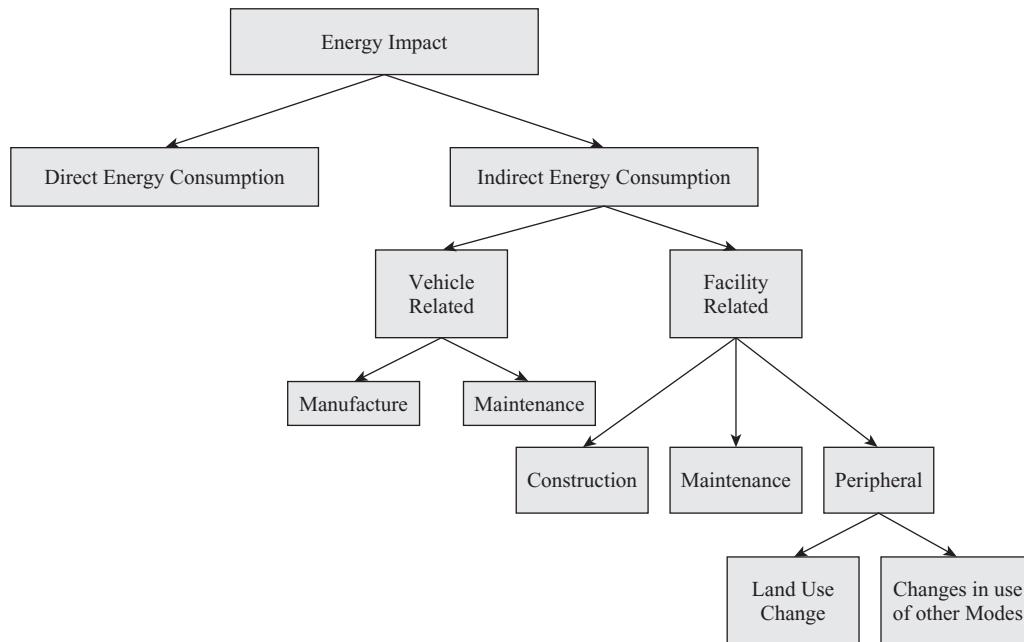 Energy Impact
Direct Energy Consumption
Indirect Energy Consumption
Vehicle
Related
Facility
Related
Manufacture
Maintenance
Construction
Maintenance
Peripheral
Land Use
Change
Changes in use
of other Modes